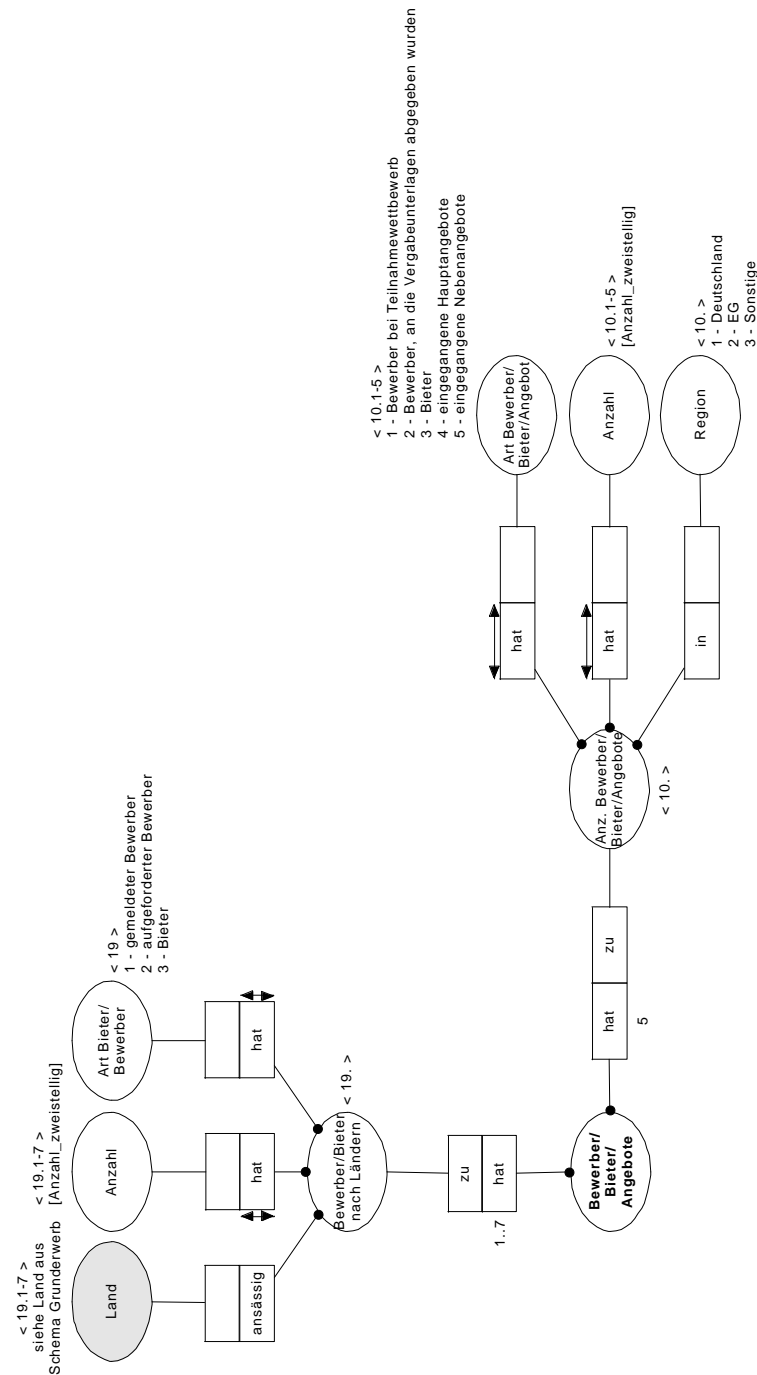 < 19.1-7 >
siehe Land aus
Schema Grunderwerb
Land
ansässig
< 19.1-7 >
[Anzahl_zweistellig]
Anzahl
hat
Art Bieter/
Bewerber
< 19 >
1 - gemeldeter Bewerber
2 - aufgeforderter Bewerber
3 - Bieter
hat
Bewerber/Bieter
nach Ländern
< 19. >
zu
hat
1..7
Bewerber/
Bieter/
Angebote
hat
zu
5
Anz. Bewerber/
Bieter/Angebote
< 10. >
hat
Art Bewerber/
Bieter/Angebot
< 10.1-5 >
1 - Bewerber bei Teilnahmewettbewerb
2 - Bewerber, an die Vergabeunterlagen abgegeben wurden
3 - Bieter
4 - eingegangene Hauptangebote
5 - eingegangene Nebenangebote
hat
Anzahl
< 10.1-5 >
[Anzahl_zweistellig]
in
Region
< 10. >
1 - Deutschland
2 - EG
3 - Sonstige